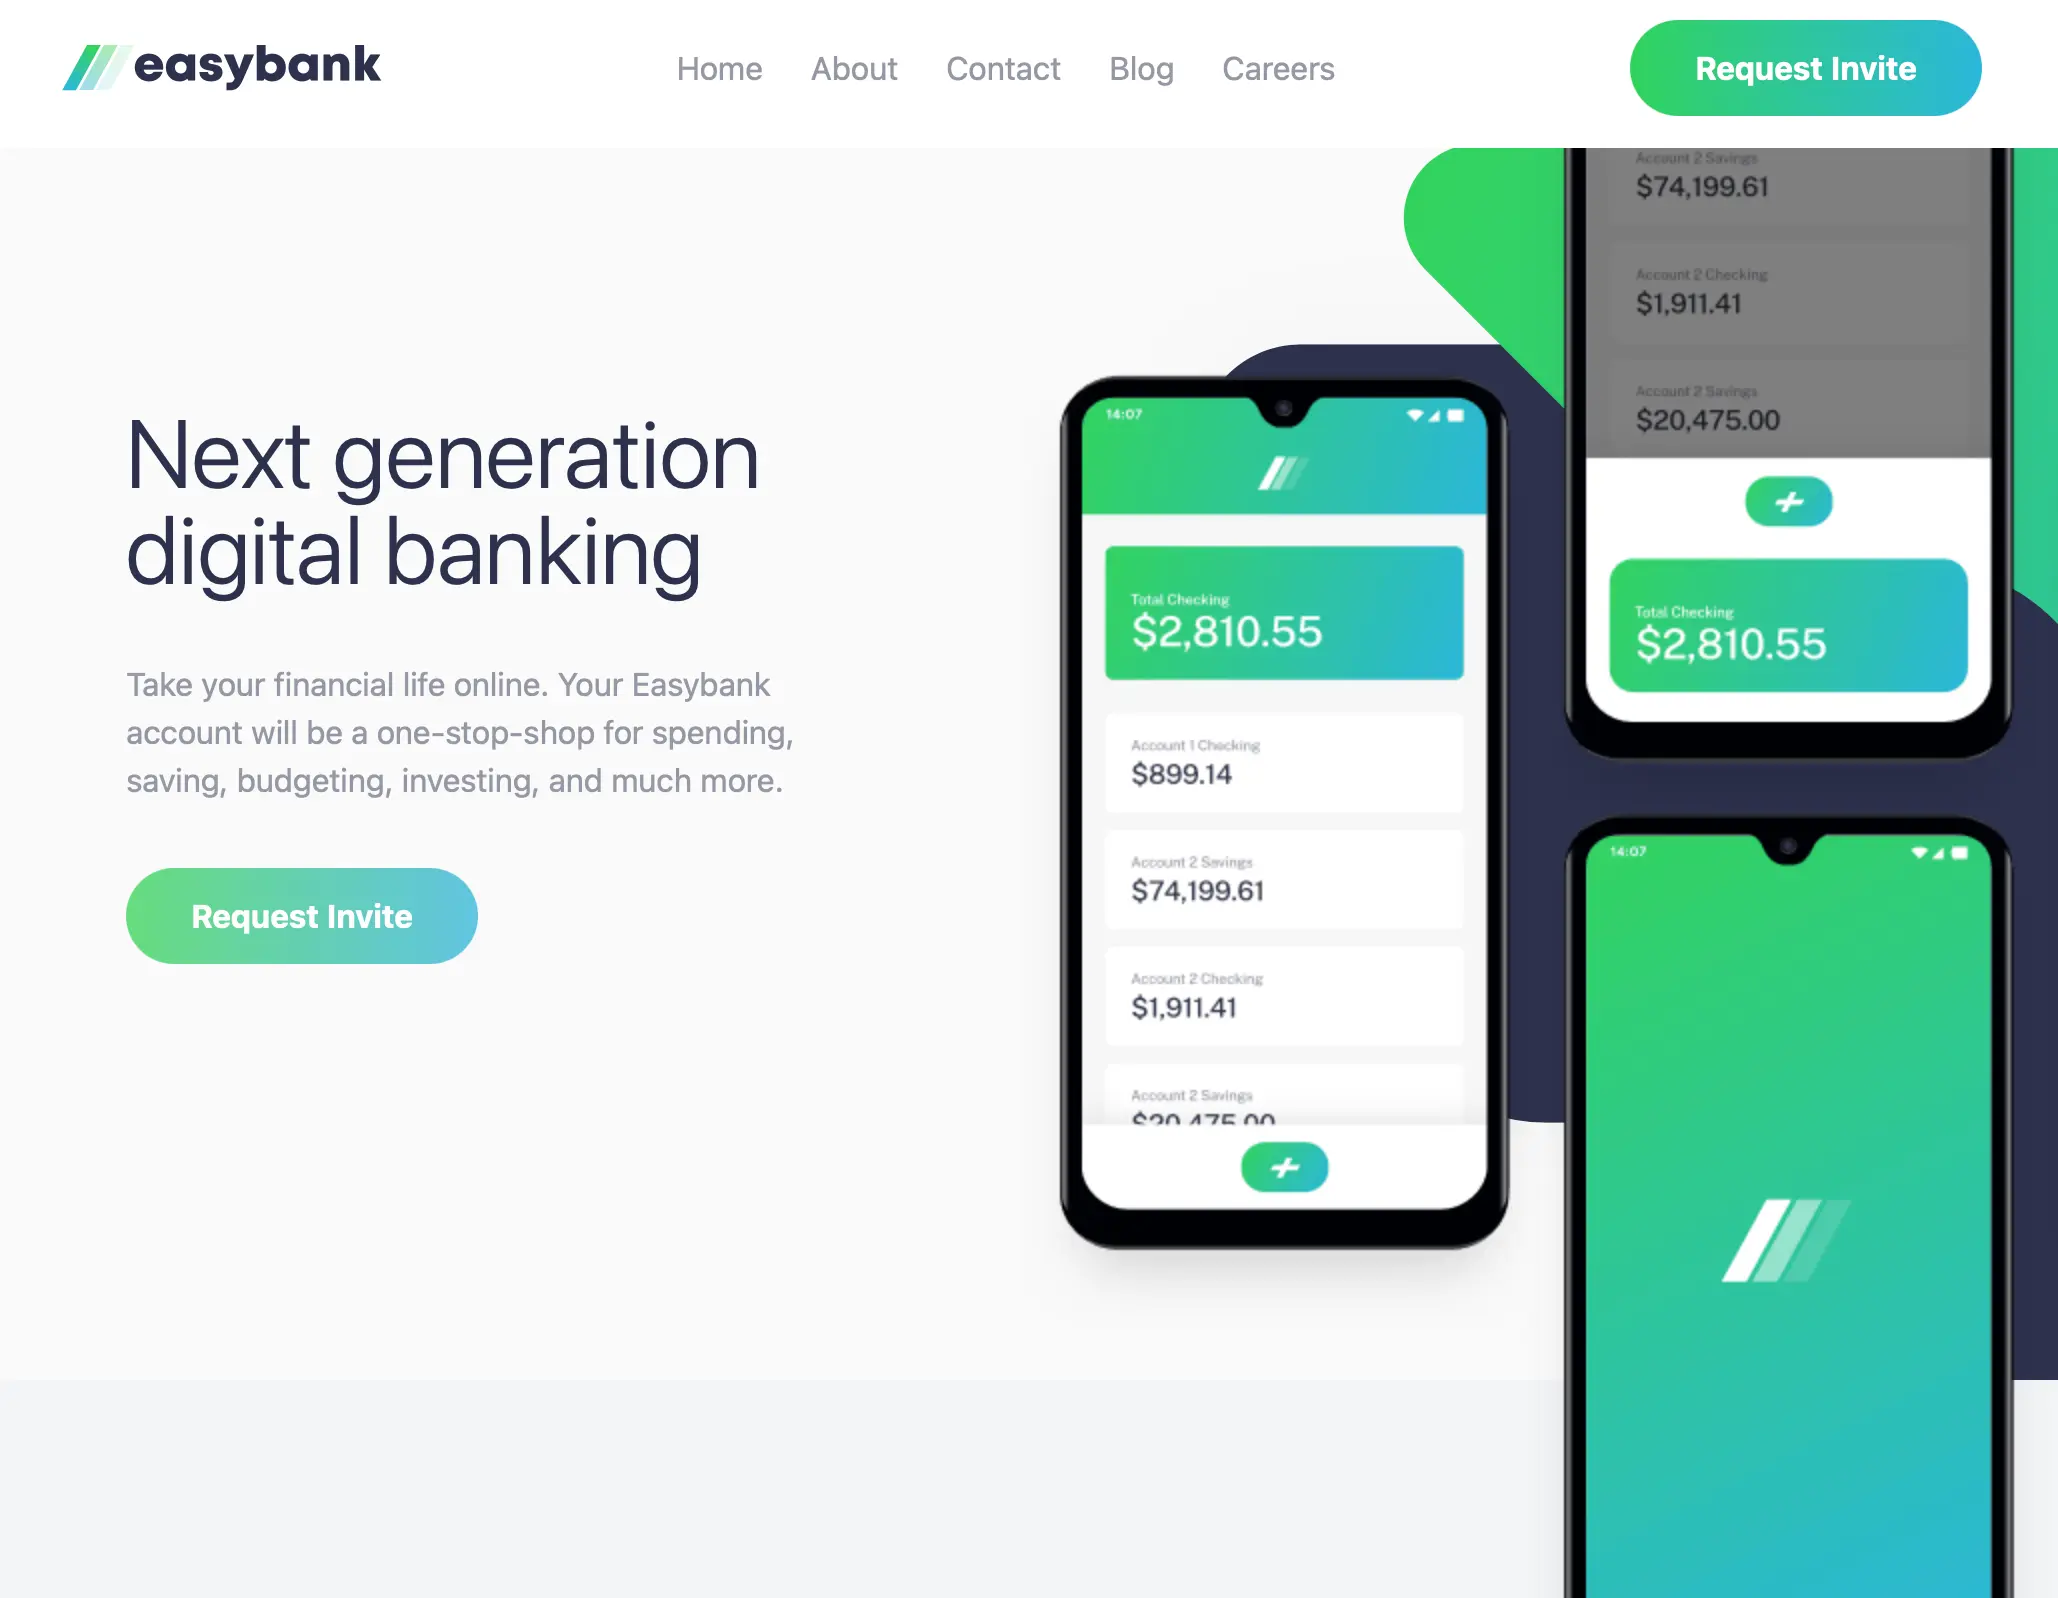 easybank
Home About Contact Blog Careers
Request Invite
Next generation
digital banking
Take your financial life online. Your Easybank
account will be a one-stop-shop for spending,
saving, budgeting, investing, and much more.
Request Invite
14:07
Total Checking
$2,810.55
Account 1 Checking
$899.14
Account 2 Savings
$74,199.61
Account 2 Checking
$1,911.41
Account 2 Savings
$20,475.00
Account 2 Savings
$74,199.61
Account 2 Checking
$1,911.41
Account 2 Savings
$20,475.00
Total Checking
$2,810.55
14:07